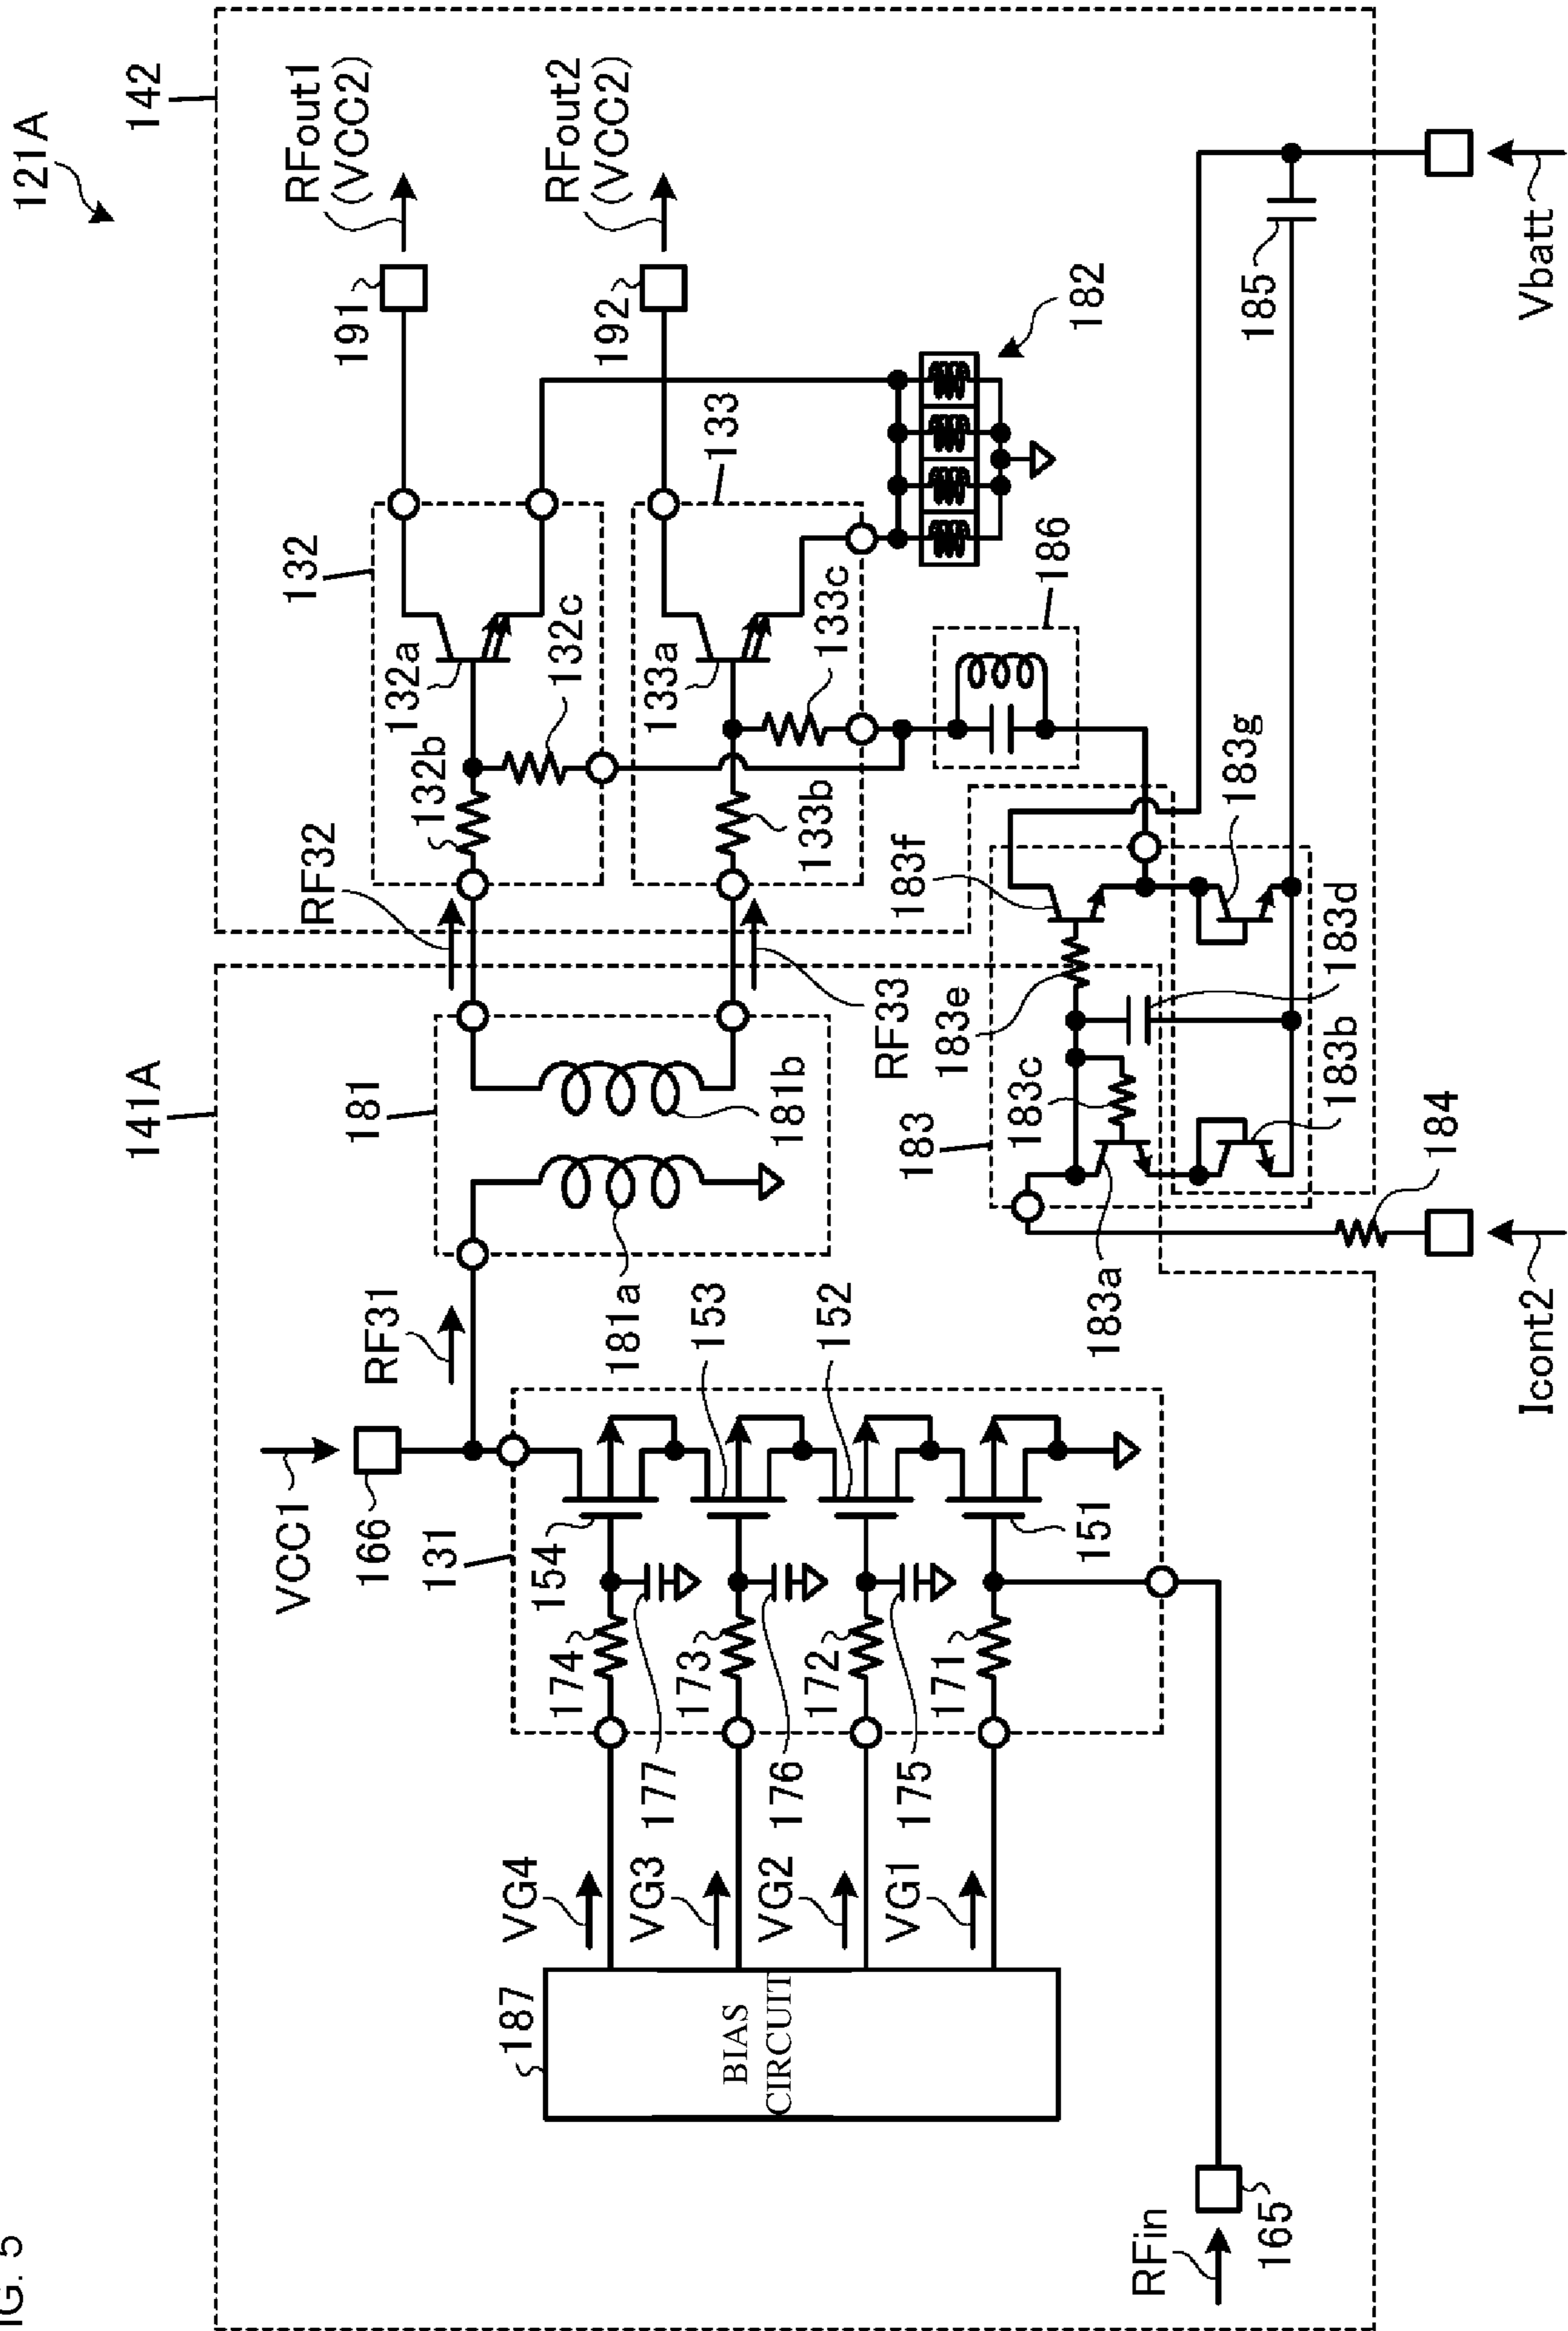 IG. 5
121A
141A
142
VCC1
166
RF31
181
181a
181b
RF32
RF33
132
132a
132b
132c
133
133a
133b
133c
191
RFout1
(VCC2)
192
RFout2
(VCC2)
182
186
187
BIAS
CIRCUIT
VG4
VG3
VG2
VG1
131
174
173
172
171
177
176
175
154
153
152
151
183
183a
183b
183c
183d
183e
183f
183g
184
185
RFin
165
Icont2
Vbatt